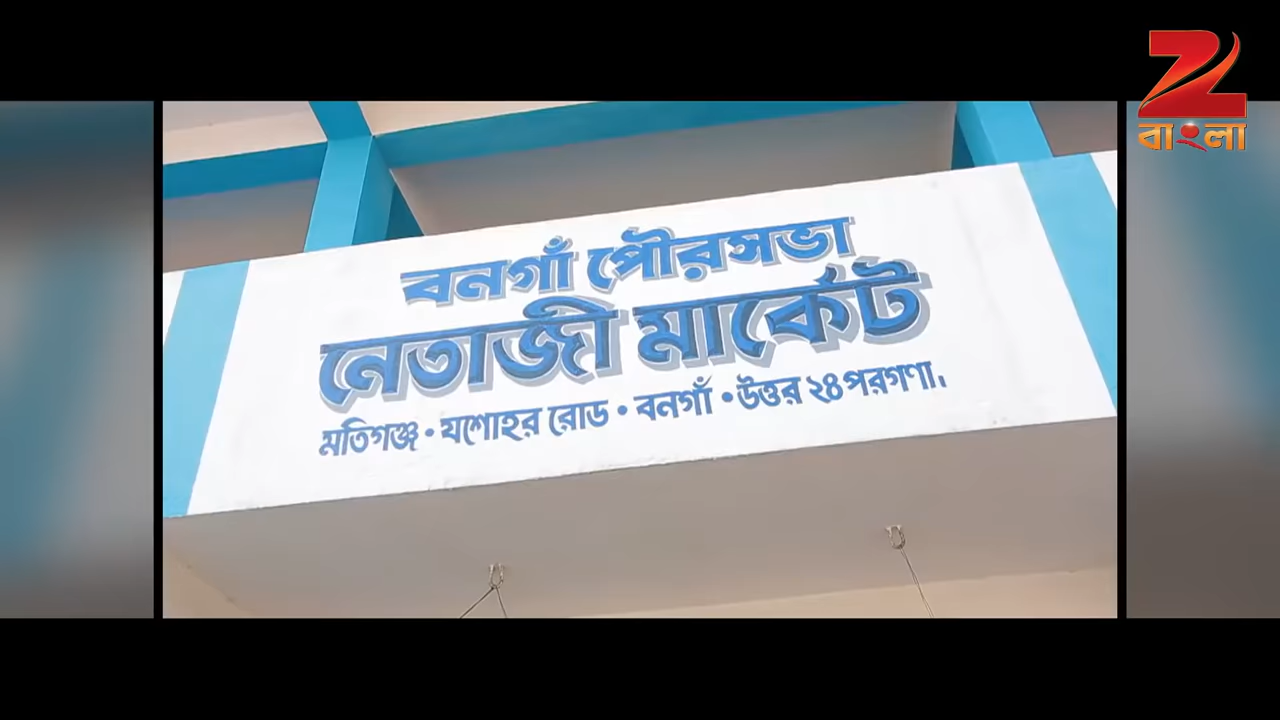 Z
বাংলা
বনগাঁ পৌরসভা
নেতাজী মার্কেট
মতিগঞ্জ • যশোহর রোড • বনগাঁ • উত্তর ২৪ পরগণা।